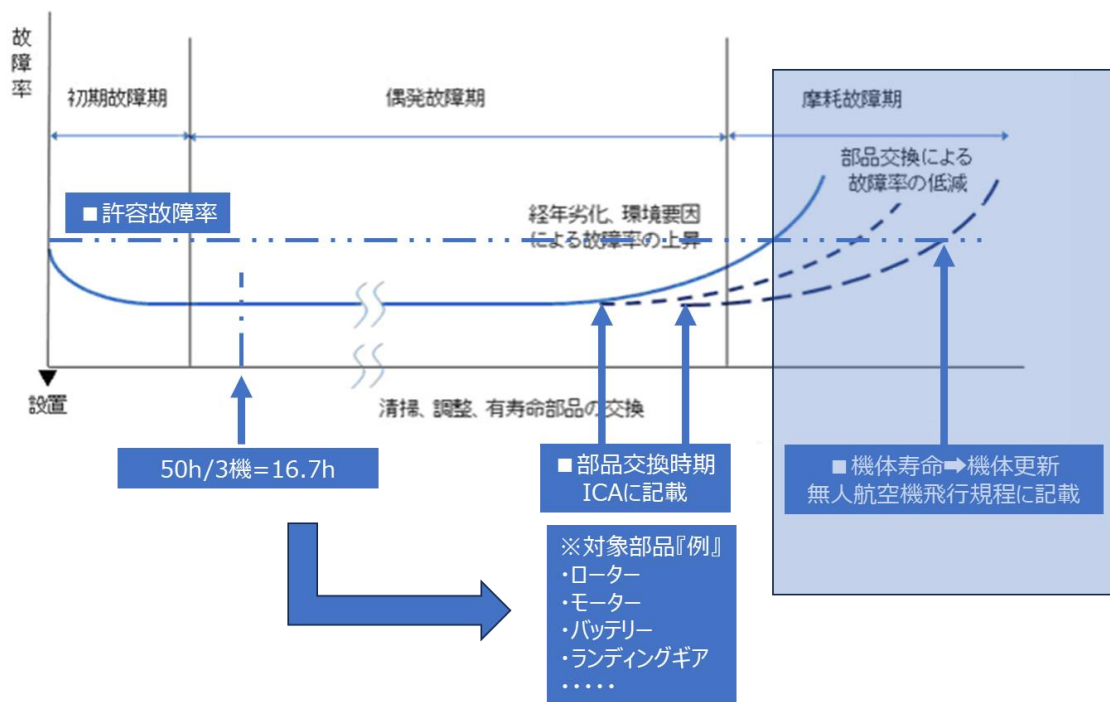 故障率
初期故障期
偶発故障期
摩耗故障期
部品交換による
故障率の低減
■許容故障率
経年劣化、環境要因
による故障率の上昇
設置
清掃、調整、有寿命部品の交換
50h/3機=16.7h
■部品交換時期
ICAに記載
■機体寿命➡機体更新
無人航空機飛行規程に記載
※対象部品『例』
・ローター
・モーター
・バッテリー
・ランディングギア
・・・・・